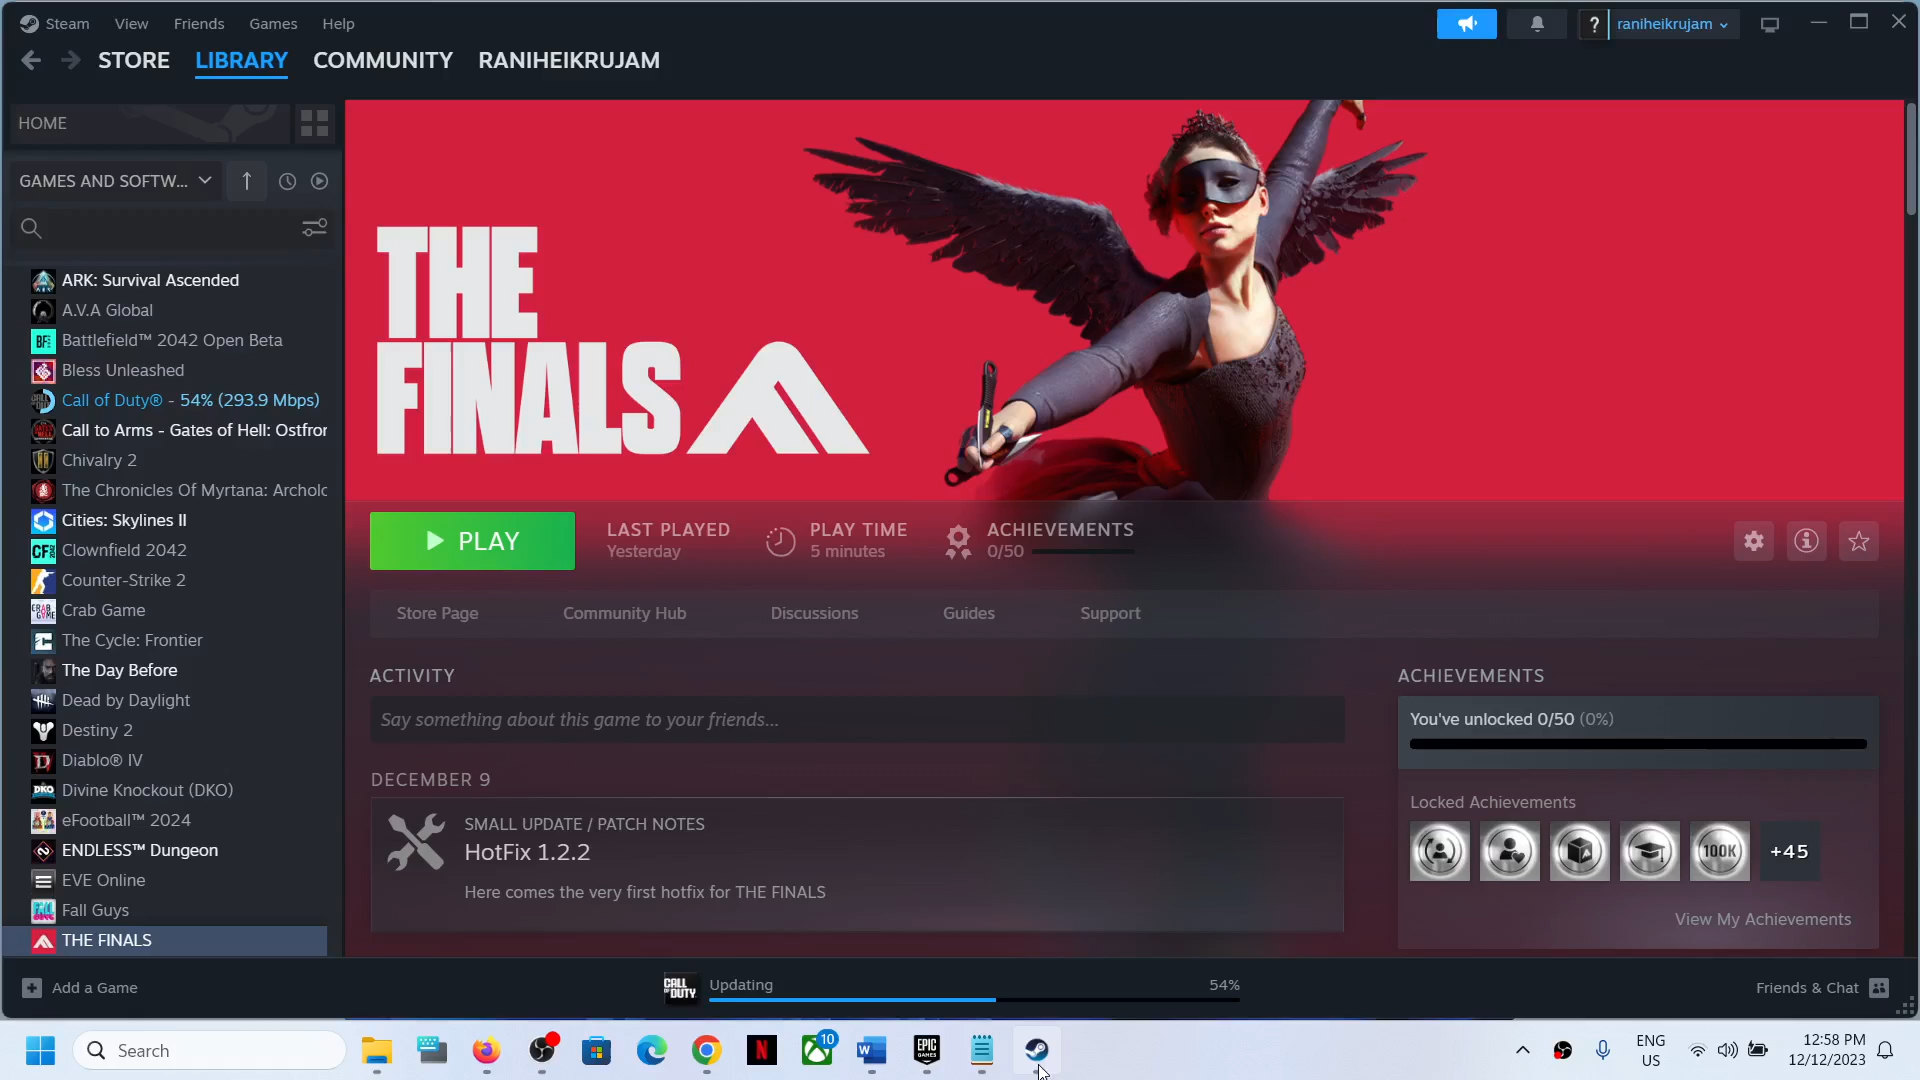 Steam View Friends Games Help
? raniheikrujam
STORE LIBRARY COMMUNITY RANIHEIKRUJAM
HOME
GAMES AND SOFTW...
ARK: Survival Ascended
A.V.A Global
Battlefield™ 2042 Open Beta
Bless Unleashed
Call of Duty® - 54% (293.9 Mbps)
Call to Arms - Gates of Hell: Ostfror
Chivalry 2
The Chronicles Of Myrtana: Archolc
Cities: Skylines II
Clownfield 2042
Counter-Strike 2
Crab Game
The Cycle: Frontier
The Day Before
Dead by Daylight
Destiny 2
Diablo® IV
Divine Knockout (DKO)
eFootball™ 2024
ENDLESS™ Dungeon
EVE Online
Fall Guys
THE FINALS
THE
FINALS
PLAY
LAST PLAYED
Yesterday
PLAY TIME
5 minutes
ACHIEVEMENTS
0/50
Store Page Community Hub Discussions Guides Support
ACTIVITY
Say something about this game to your friends...
DECEMBER 9
SMALL UPDATE / PATCH NOTES
HotFix 1.2.2
Here comes the very first hotfix for THE FINALS
ACHIEVEMENTS
You've unlocked 0/50 (0%)
Locked Achievements
100K
+45
View My Achievements
Add a Game
CALL OF DUTY
Updating 54%
Friends & Chat
Search
N
10
W
EPIC
GAMES
ENG
US
12:58 PM
12/12/2023